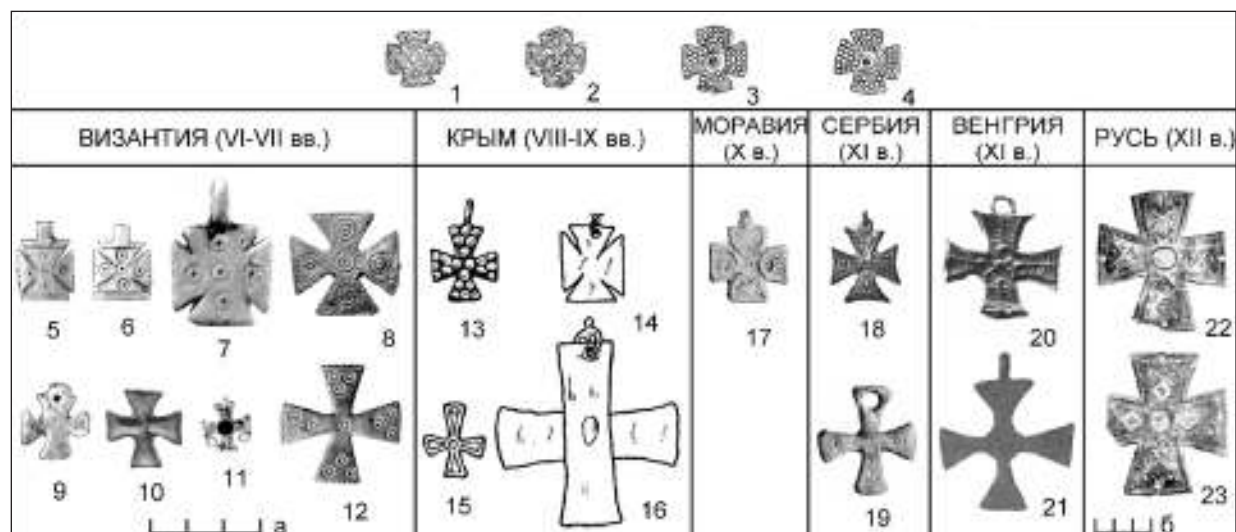 1 2 3 4
ВИЗАНТИЯ (VI-VII вв.)
КРЫМ (VIII-IX вв.)
МОРАВИЯ
(X в.)
СЕРБИЯ
(XI в.)
ВЕНГРИЯ
(XI в.)
РУСЬ (XII в.)
5 6 7 8 13 14 17 18 20 22
9 10 11 12 15 16 19 21 23
а б